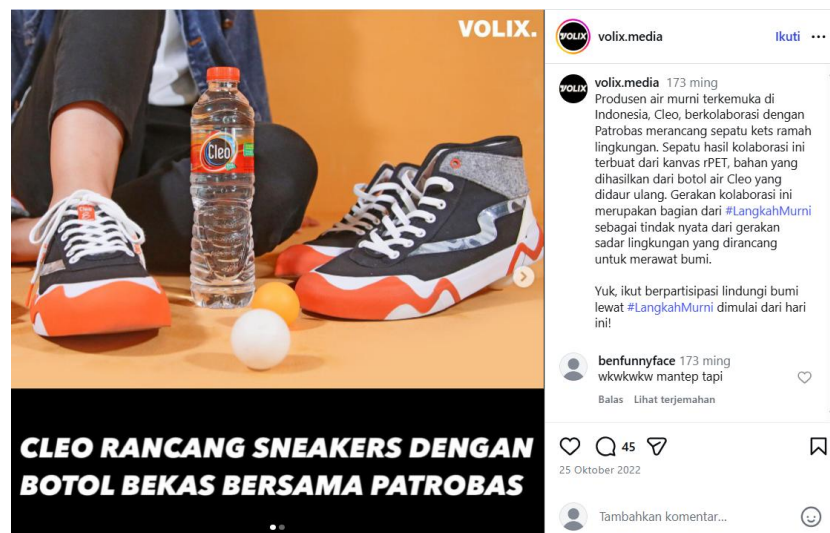 VOLIX.
Cleo
CLEO RANCANG SNEAKERS DENGAN
BOTOL BEKAS BERSAMA PATROBAS
VOLIX
volix.media
Ikuti
VOLIX
volix.media 173 ming
Produsen air murni terkemuka di
Indonesia, Cleo, berkolaborasi dengan
Patrobas merancang sepatu kets ramah
lingkungan. Sepatu hasil kolaborasi ini
terbuat dari kanvas rPET, bahan yang
dihasilkan dari botol air Cleo yang
didaur ulang. Gerakan kolaborasi ini
merupakan bagian dari #LangkahMurni
sebagai tindak nyata dari gerakan
sadar lingkungan yang dirancang
untuk merawat bumi.
Yuk, ikut berpartisipasi lindungi bumi
lewat #LangkahMurni dimulai dari hari
ini!
benfunnyface 173 ming
wkwkwkw mantep tapi
Balas Lihat terjemahan
45
25 Oktober 2022
Tambahkan komentar...